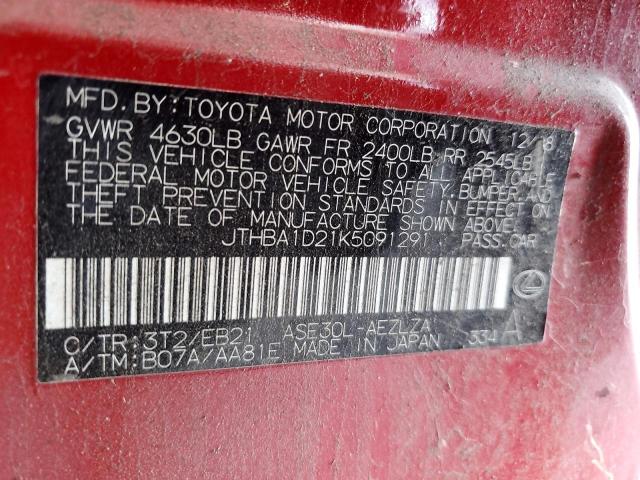 MFD. BY: TOYOTA MOTOR CORPORATION 12/18
GVWR 4630LB GAWR FR 2400LB RR 2545LB
THIS VEHICLE CONFORMS TO ALL APPLICABLE
FEDERAL MOTOR VEHICLE SAFETY, BUMPER, AND
THEFT PREVENTION STANDARDS IN EFFECT ON
THE DATE OF MANUFACTURE SHOWN ABOVE.
JTHBA1D21K5091291 PASS.CAR
C/TR: 3T2/EB21 ASE30L-AEZLZA
A/TM: B07A/AA81E MADE IN JAPAN 334 A